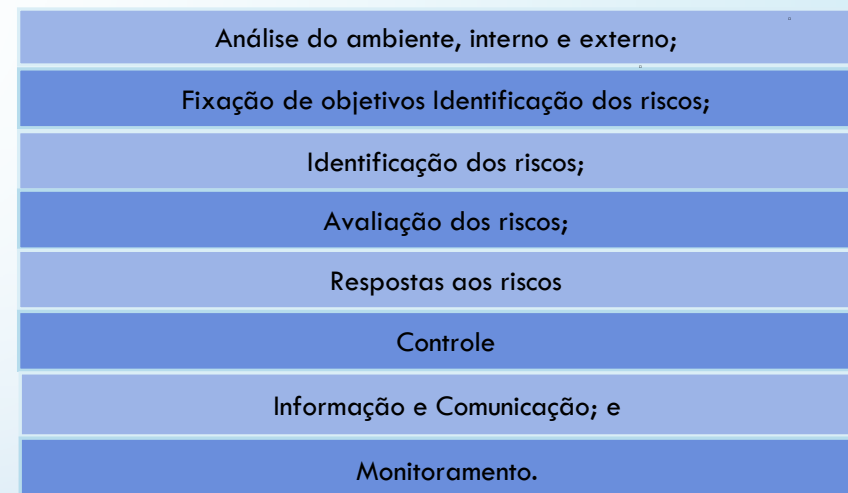 Análise do ambiente, interno e externo;
Fixação de objetivos Identificação dos riscos;
Identificação dos riscos;
Avaliação dos riscos;
Respostas aos riscos
Controle
Informação e Comunicação; e
Monitoramento.